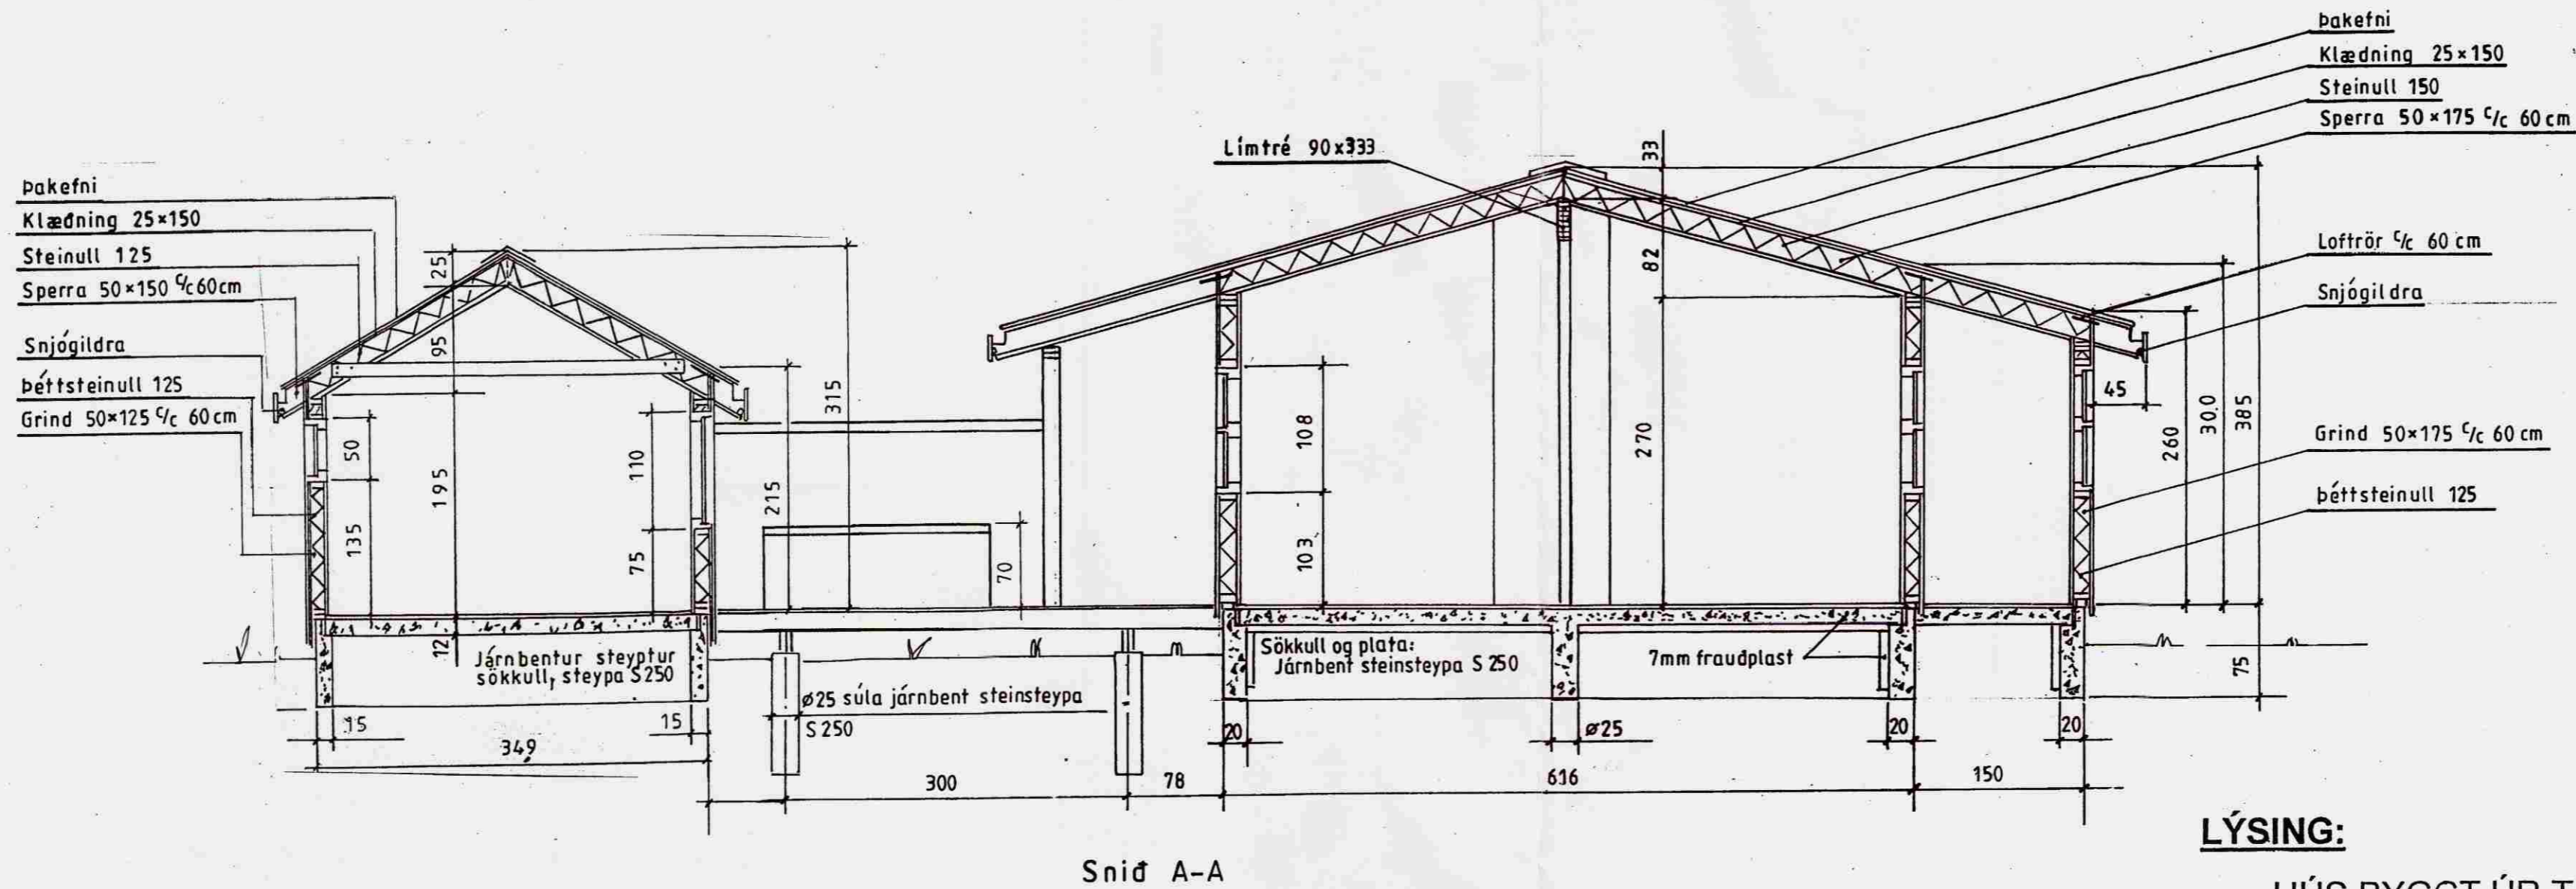 Þakefni
Klæðning 25×150
Steinull 125
Sperra 50×150 c/c 60cm
Snjógildra
Þéttsteinull 125
Grind 50×125 c/c 60 cm
Límtré 90×333
Þakefni
Klæðning 25×150
Steinull 150
Sperra 50×175 c/c 60 cm
Loftrör c/c 60 cm
Snjógildra
Grind 50×175 c/c 60 cm
Þéttsteinull 125
25
95
195
50
135
110
75
215
315
70
12
108
103
33
82
270
45
260
300
385
75
Járnbentur steyptur
sökkull, steypa S250
ø25 súla járnbent steinsteypa
S 250
Sökkull og plata:
Járnbent steinsteypa S 250
7mm frauðplast
15
15
349
20
ø25
20
20
300
78
616
150
Snið A-A
LÝSING: